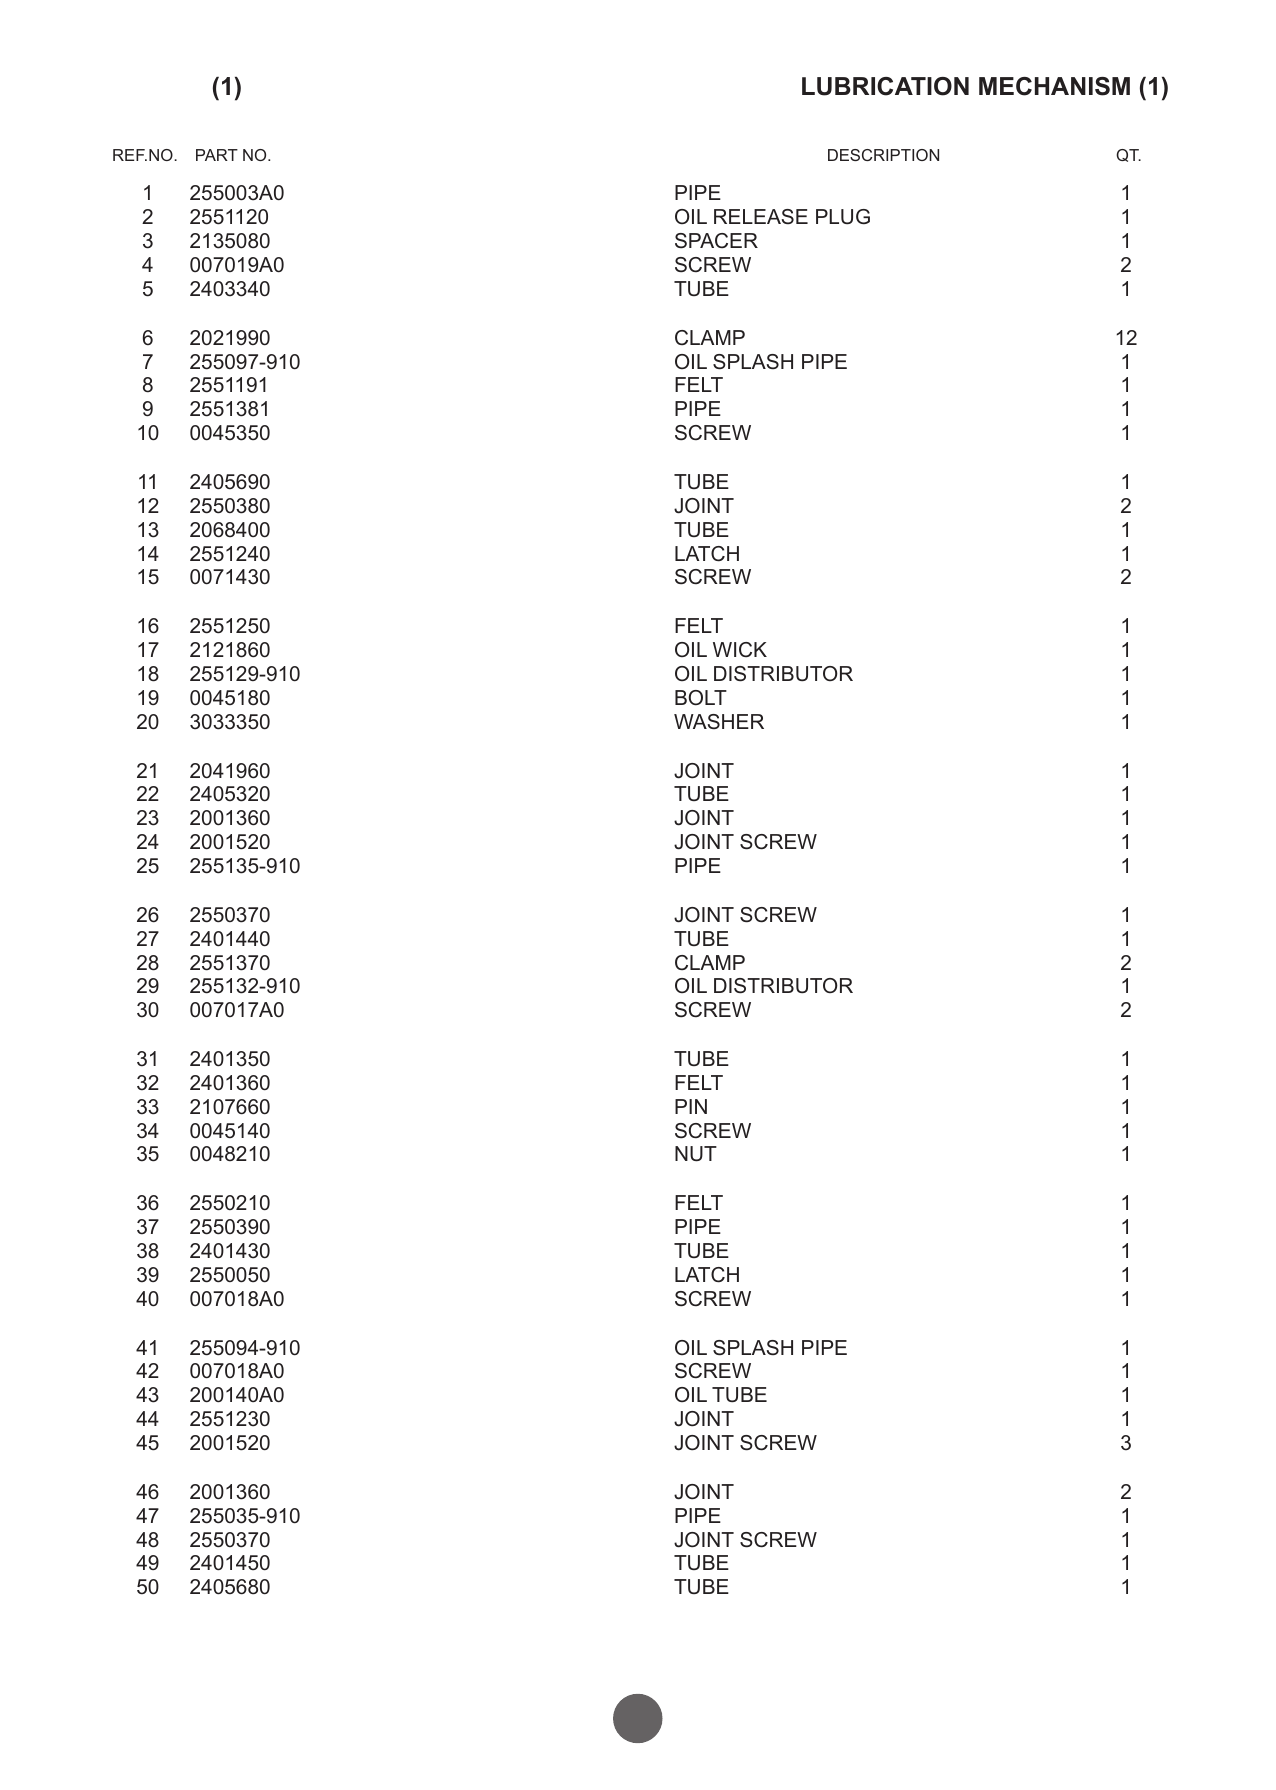 (1) LUBRICATION MECHANISM (1)
REF.NO. PART NO. DESCRIPTION QT.
1 255003A0 PIPE 1
2 2551120 OIL RELEASE PLUG 1
3 2135080 SPACER 1
4 007019A0 SCREW 2
5 2403340 TUBE 1
6 2021990 CLAMP 12
7 255097-910 OIL SPLASH PIPE 1
8 2551191 FELT 1
9 2551381 PIPE 1
10 0045350 SCREW 1
11 2405690 TUBE 1
12 2550380 JOINT 2
13 2068400 TUBE 1
14 2551240 LATCH 1
15 0071430 SCREW 2
16 2551250 FELT 1
17 2121860 OIL WICK 1
18 255129-910 OIL DISTRIBUTOR 1
19 0045180 BOLT 1
20 3033350 WASHER 1
21 2041960 JOINT 1
22 2405320 TUBE 1
23 2001360 JOINT 1
24 2001520 JOINT SCREW 1
25 255135-910 PIPE 1
26 2550370 JOINT SCREW 1
27 2401440 TUBE 1
28 2551370 CLAMP 2
29 255132-910 OIL DISTRIBUTOR 1
30 007017A0 SCREW 2
31 2401350 TUBE 1
32 2401360 FELT 1
33 2107660 PIN 1
34 0045140 SCREW 1
35 0048210 NUT 1
36 2550210 FELT 1
37 2550390 PIPE 1
38 2401430 TUBE 1
39 2550050 LATCH 1
40 007018A0 SCREW 1
41 255094-910 OIL SPLASH PIPE 1
42 007018A0 SCREW 1
43 200140A0 OIL TUBE 1
44 2551230 JOINT 1
45 2001520 JOINT SCREW 3
46 2001360 JOINT 2
47 255035-910 PIPE 1
48 2550370 JOINT SCREW 1
49 2401450 TUBE 1
50 2405680 TUBE 1